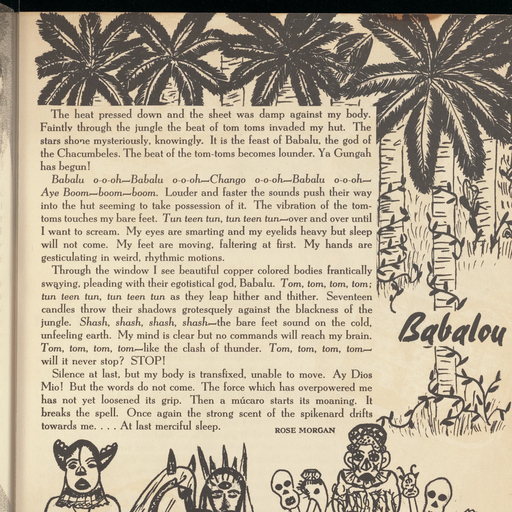 The heat pressed down and the sheet was damp against my body.
Faintly through the jungle the beat of tom toms invaded my hut. The
stars shone mysteriously, knowingly. It is the feast of Babalu, the god of
the Chacumbeles. The beat of the tom-toms becomes lounder. Ya Gungah
has begun!
Babalu o-o-oh—Babalu o-o-oh—Chango o-o-oh—Babalu o-o-oh—
Aye Boom—boom—boom. Louder and faster the sounds push their way
into the hut seeming to take possession of it. The vibration of the tom-
toms touches my bare feet. Tun teen tun, tun teen tun—over and over until
I want to scream. My eyes are smarting and my eyelids heavy but sleep
will not come. My feet are moving, faltering at first. My hands are
gesticulating in weird, rhythmic motions.
Through the window I see beautiful copper colored bodies frantically
swaying, pleading with their egotistical god, Babalu. Tom, tom, tom, tom;
tun teen tun, tun teen tun as they leap hither and thither. Seventeen
candles throw their shadows grotesquely against the blackness of the
jungle. Shash, shash, shash, shash—the bare feet sound on the cold,
unfeeling earth. My mind is clear but no commands will reach my brain.
Tom, tom, tom, tom—like the clash of thunder. Tom, tom, tom, tom—
will it never stop? STOP!
Silence at last, but my body is transfixed, unable to move. Ay Dios
Mio! But the words do not come. The force which has overpowered me
has not yet loosened its grip. Then a múcaro starts its moaning. It
breaks the spell. Once again the strong scent of the spikenard drifts
towards me. . . . At last merciful sleep.
ROSE MORGAN
Babalou